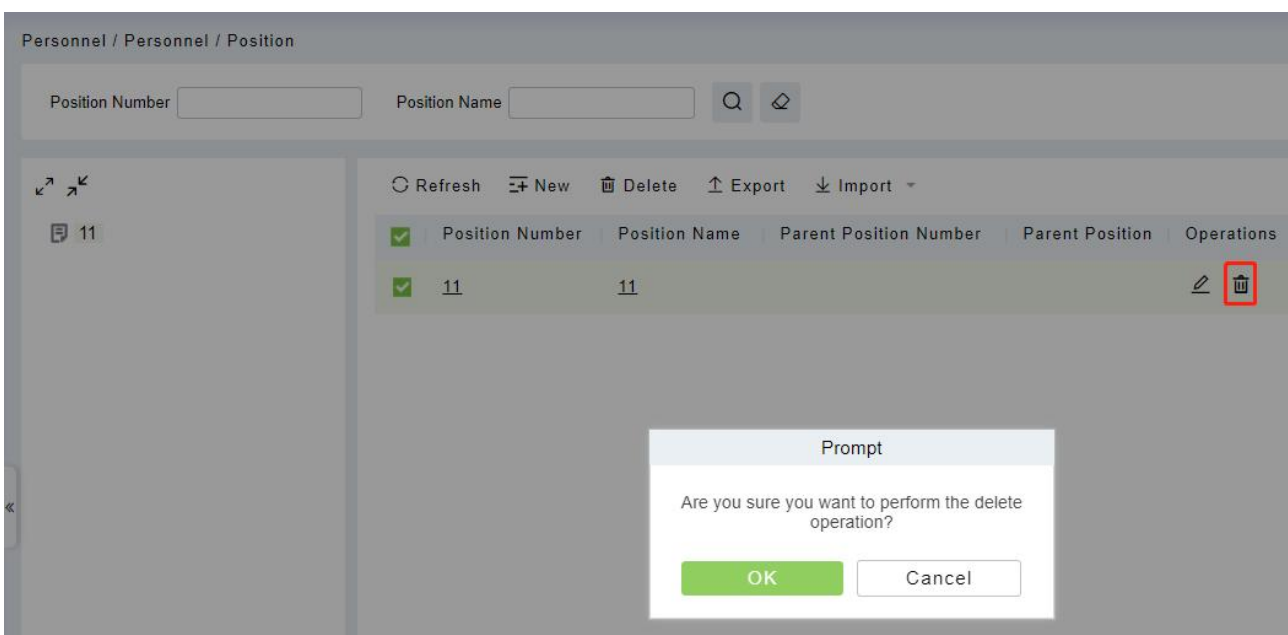 Personnel / Personnel / Position
Position Number Position Name
Refresh New Delete Export Import
11
Position Number Position Name Parent Position Number Parent Position Operations
11 11
Prompt
Are you sure you want to perform the delete
operation?
OK Cancel